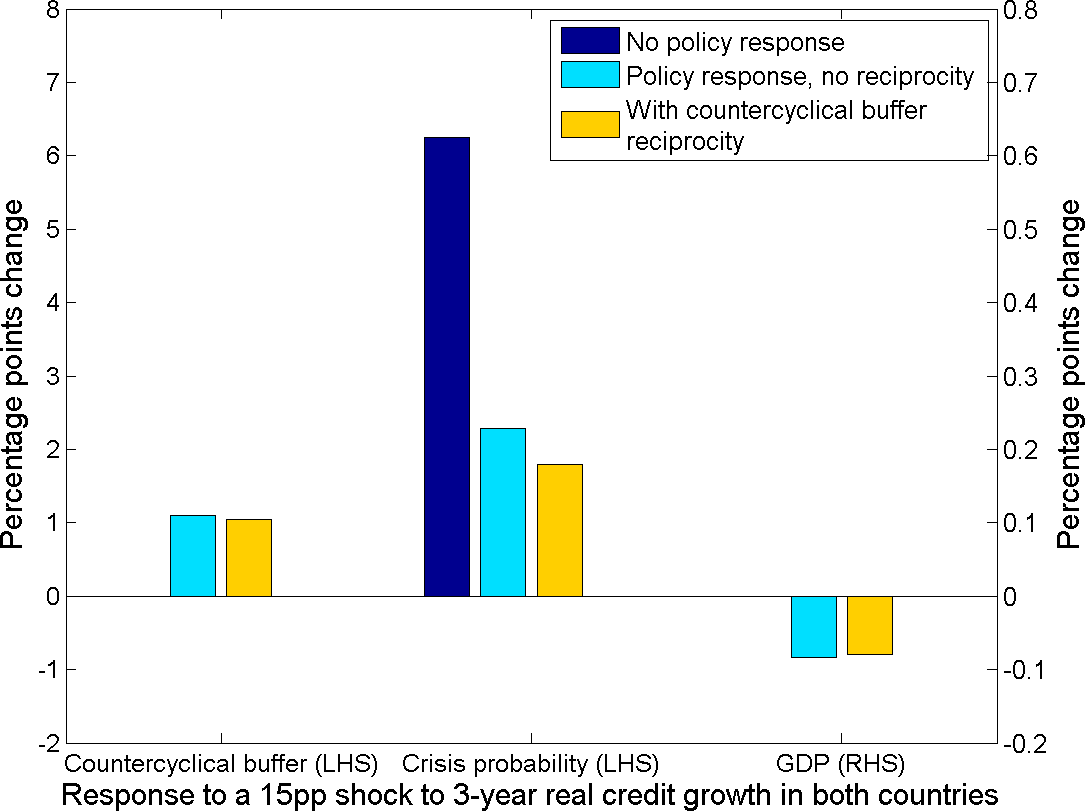 8
7
6
5
4
3
2
1
0
-1
-2
Percentage points change
0.8
0.7
0.6
0.5
0.4
0.3
0.2
0.1
0
-0.1
-0.2
Percentage points change
No policy response
Policy response, no reciprocity
With countercyclical buffer
reciprocity
Countercyclical buffer (LHS)
Crisis probability (LHS)
GDP (RHS)
Response to a 15pp shock to 3-year real credit growth in both countries